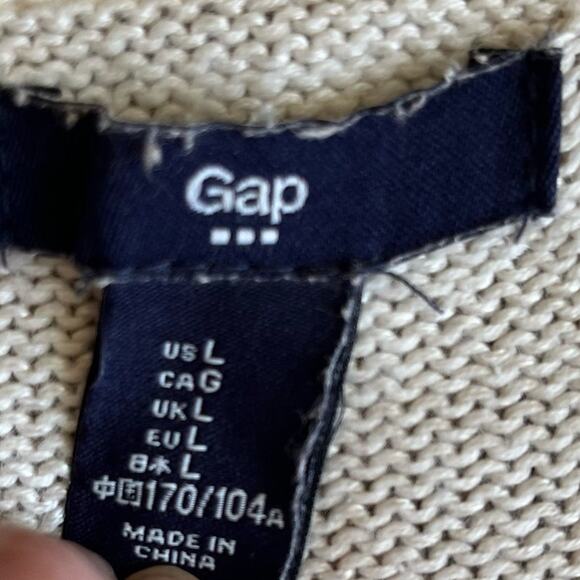 Gap
US L
CA G
UK L
EU L
日本 L
中国170/104A
MADE IN
CHINA